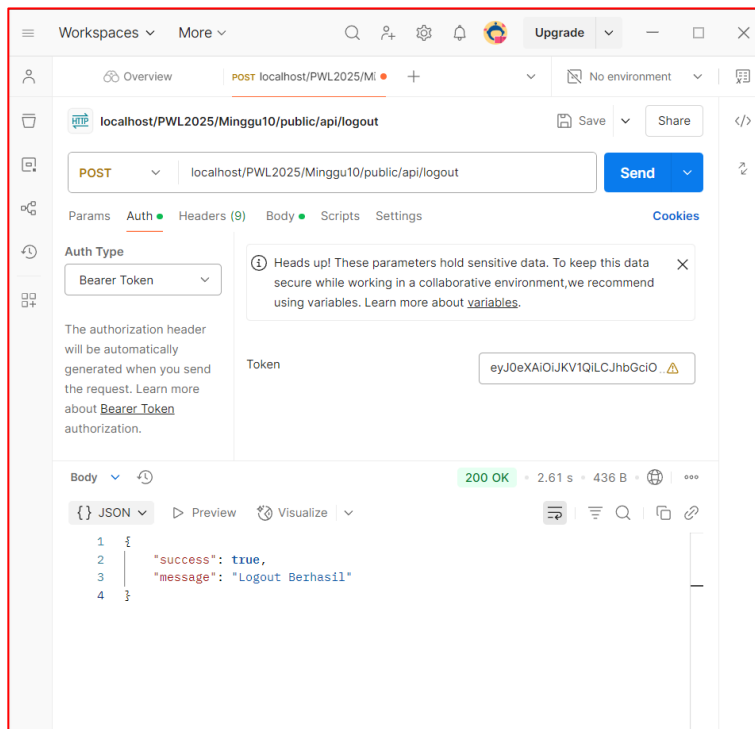 Workspaces More Upgrade
Overview POST localhost/PWL2025/Mi No environment
HTTP localhost/PWL2025/Minggu10/public/api/logout Save Share
POST localhost/PWL2025/Minggu10/public/api/logout Send
Params Auth Headers (9) Body Scripts Settings Cookies
Auth Type
Bearer Token
The authorization header
will be automatically
generated when you send
the request. Learn more
about Bearer Token
authorization.
Heads up! These parameters hold sensitive data. To keep this data
secure while working in a collaborative environment,we recommend
using variables. Learn more about variables.
Token eyJ0eXAiOiJKV1QiLCJhbGciO...
Body 200 OK • 2.61 s • 436 B
{} JSON Preview Visualize
1 {
2 "success": true,
3 "message": "Logout Berhasil"
4 }